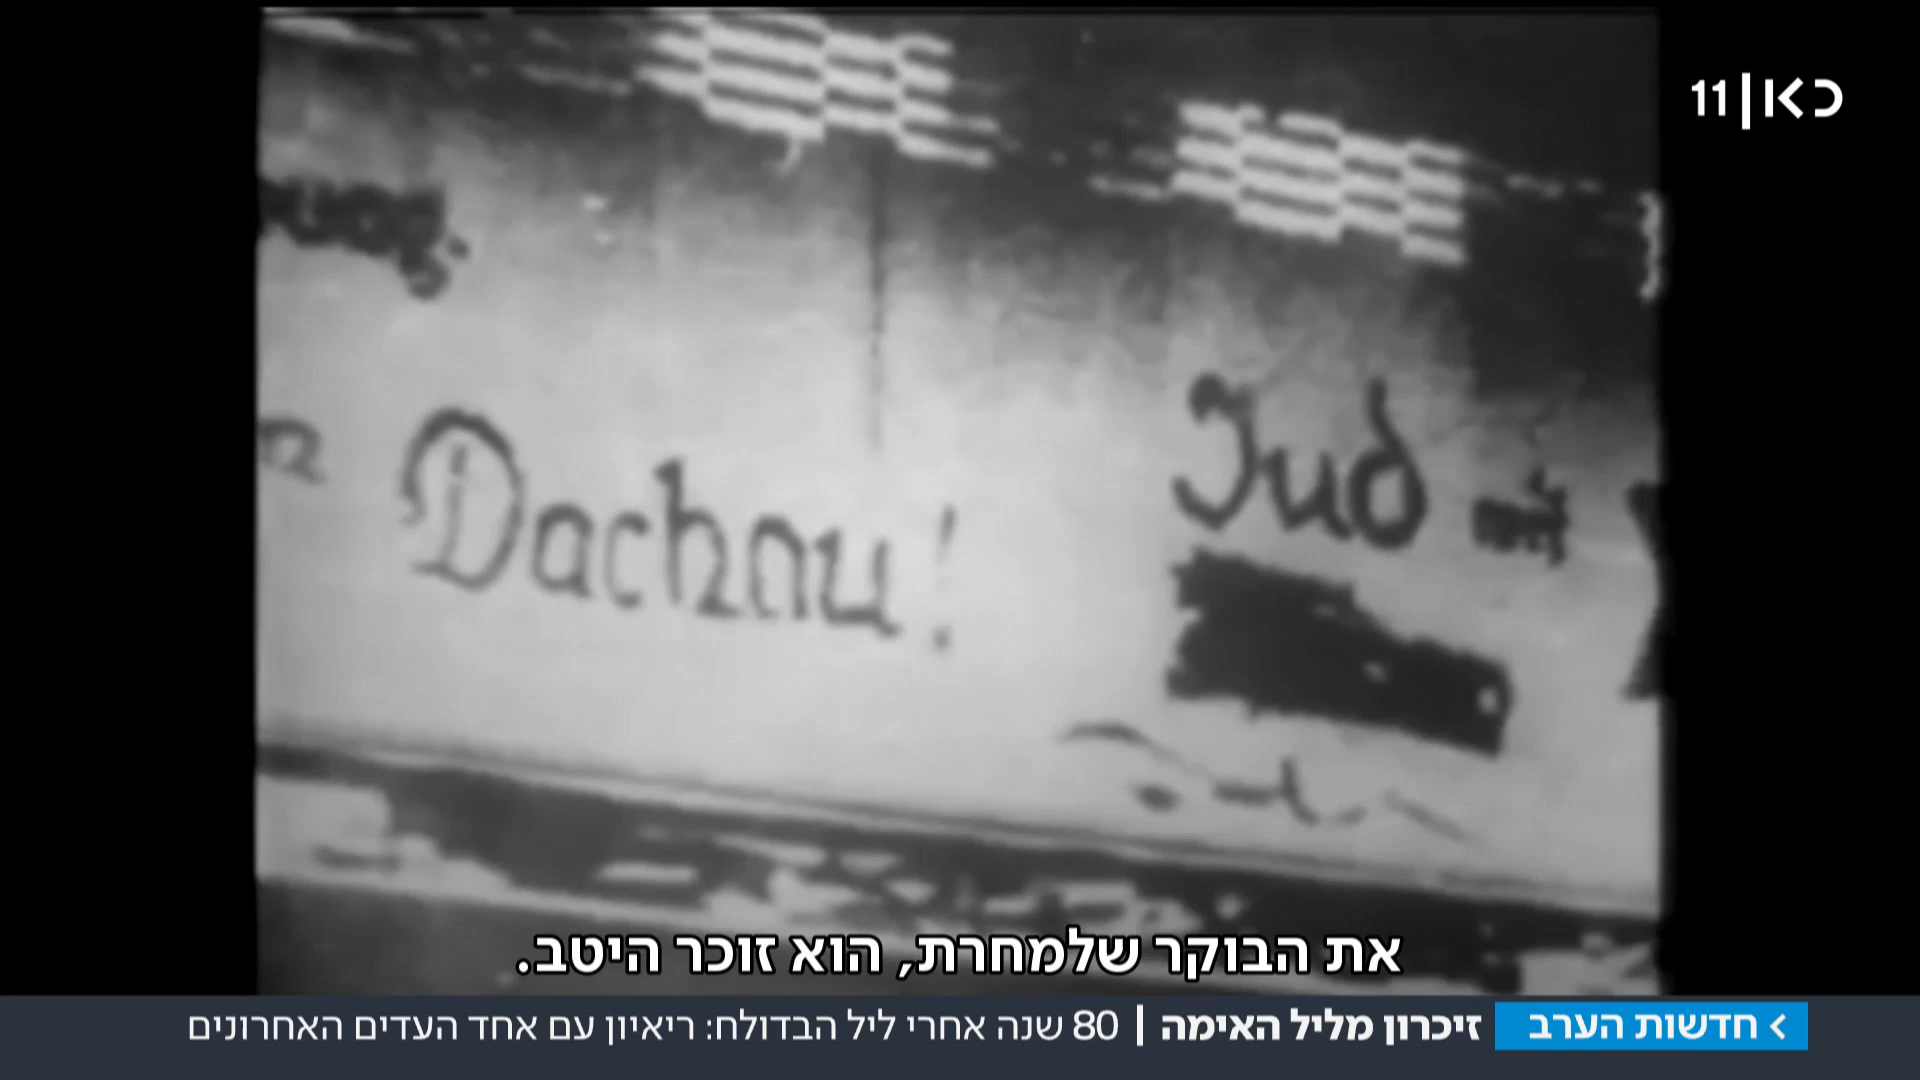 כאן 11
Dachau!
Jud
את הבוקר שלמחרת, הוא זוכר היטב.
חדשות הערב
זיכרון מליל האימה | 80 שנה אחרי ליל הבדולח: ריאיון עם אחד העדים האחרונים